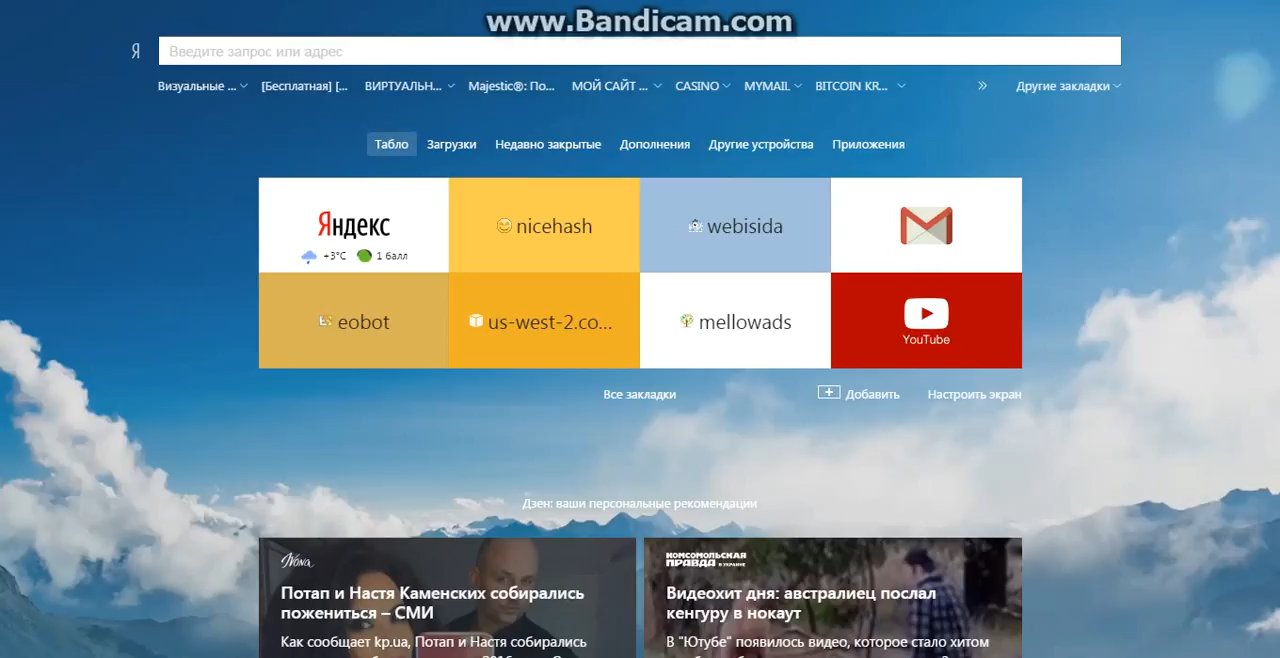 www.Bandicam.com
Я Введите запрос или адрес
Визуальные ... [Бесплатная] [... ВИРТУАЛЬН... Majestic®: По... МОЙ САЙТ ... CASINO MYMAIL BITCOIN KR... » Другие закладки
Табло Загрузки Недавно закрытые Дополнения Другие устройства Приложения
Яндекс
+3°C 1 балл
nicehash
webisida
eobot
us-west-2.co...
mellowads
YouTube
Все закладки Добавить Настроить экран
Дзен: ваши персональные рекомендации
Потап и Настя Каменских собирались
пожениться – СМИ
Как сообщает kp.ua, Потап и Настя собирались
КОМСОМОЛЬСКАЯ
ПРАВДА В УКРАИНЕ
Видеохит дня: австралиец послал
кенгуру в нокаут
В "Ютубе" появилось видео, которое стало хитом